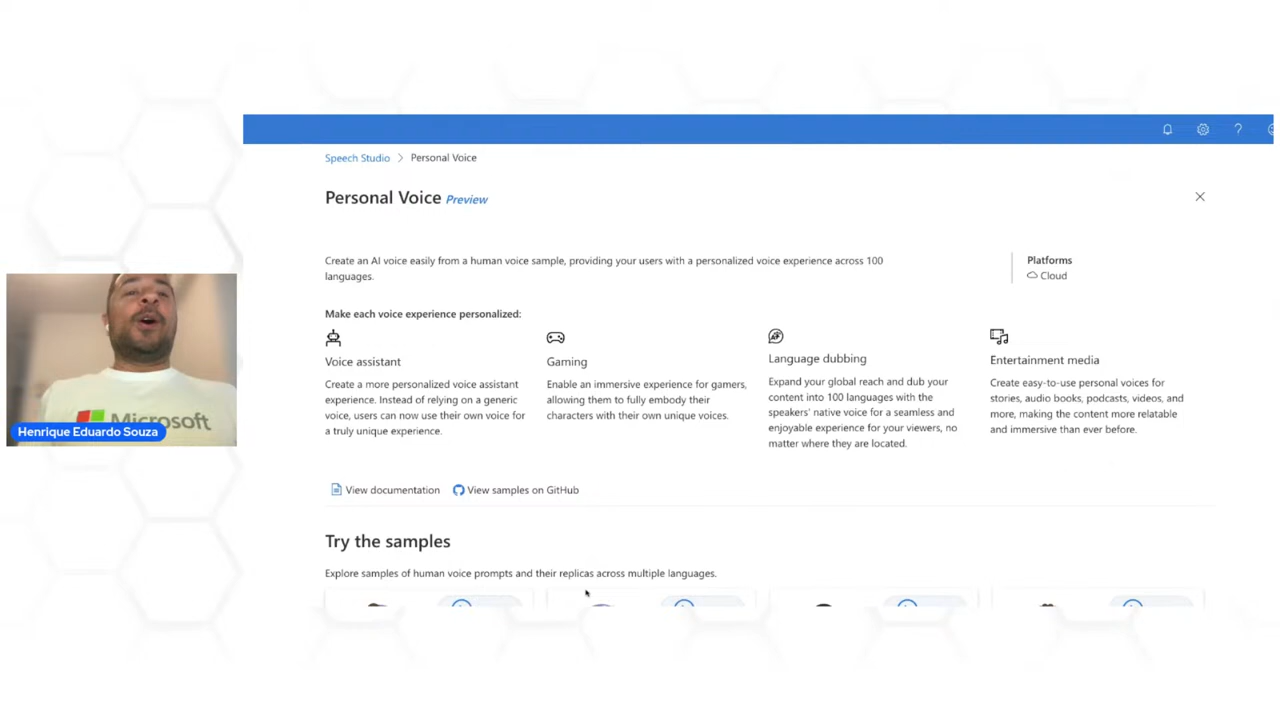 Speech Studio > Personal Voice
Personal Voice Preview
Create an AI voice easily from a human voice sample, providing your users with a personalized voice experience across 100
languages.
Platforms
Cloud
Make each voice experience personalized:
Voice assistant
Create a more personalized voice assistant
experience. Instead of relying on a generic
voice, users can now use their own voice for
a truly unique experience.
Gaming
Enable an immersive experience for gamers,
allowing them to fully embody their
characters with their own unique voices.
Language dubbing
Expand your global reach and dub your
content into 100 languages with the
speakers' native voice for a seamless and
enjoyable experience for your viewers, no
matter where they are located.
Entertainment media
Create easy-to-use personal voices for
stories, audio books, podcasts, videos, and
more, making the content more relatable
and immersive than ever before.
Microsoft
Henrique Eduardo Souza
View documentation
View samples on GitHub
Try the samples
Explore samples of human voice prompts and their replicas across multiple languages.